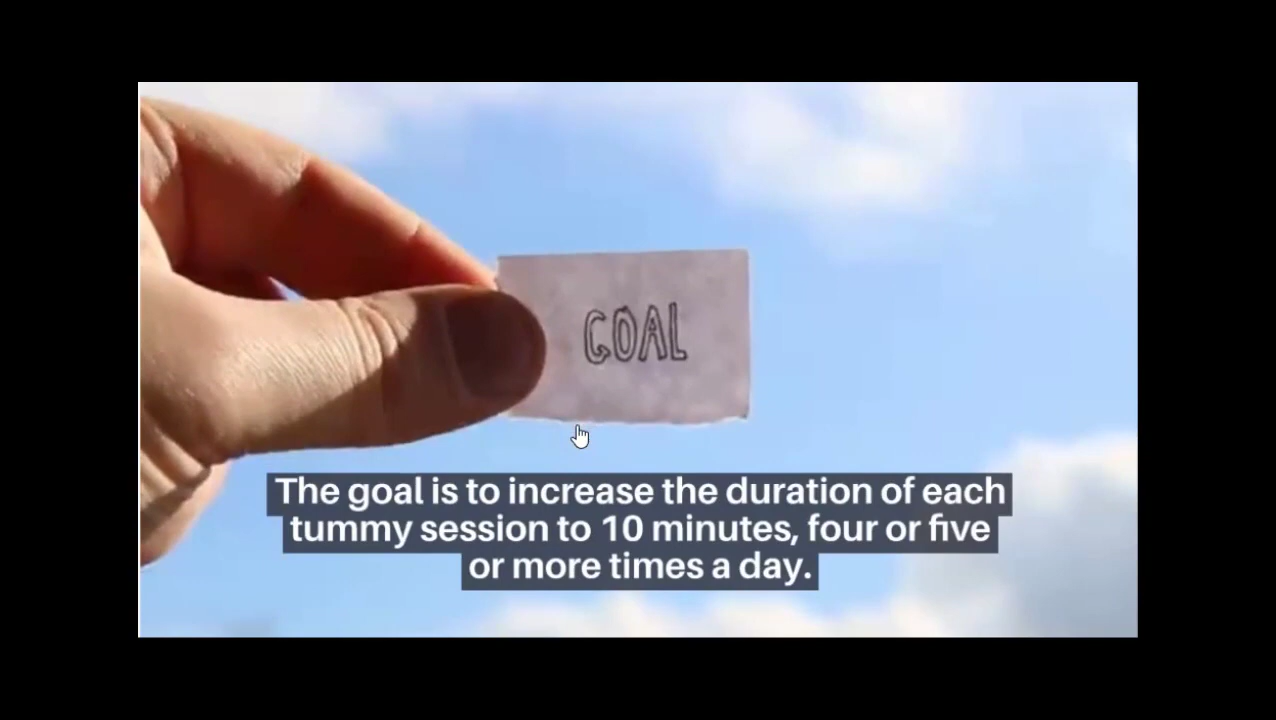 GOAL
The goal is to increase the duration of each
tummy session to 10 minutes, four or five
or more times a day.